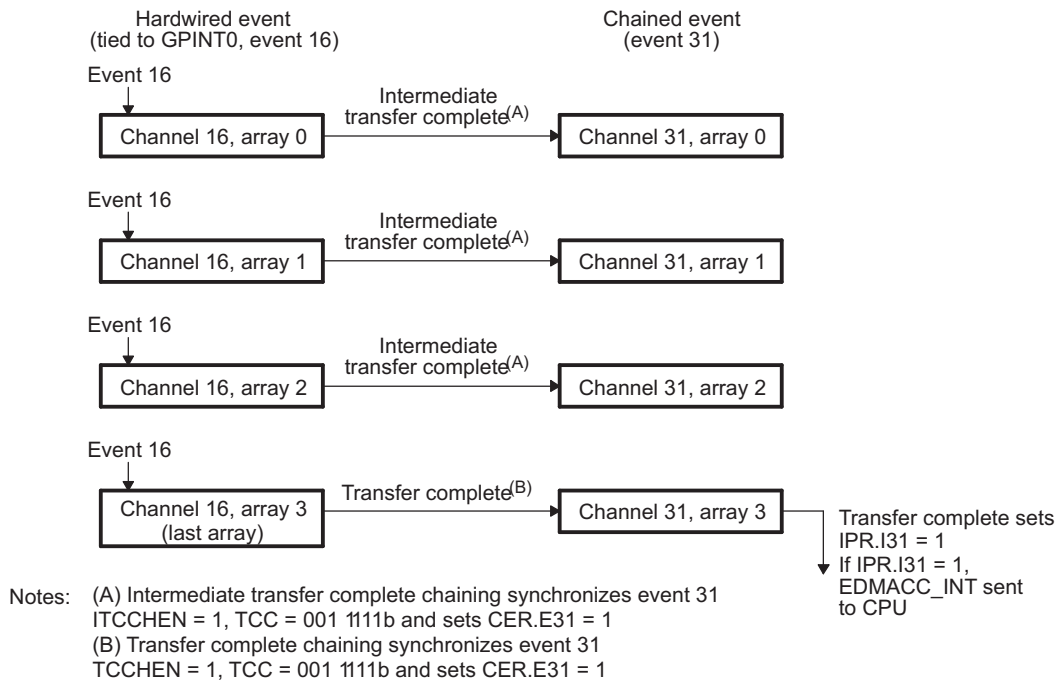 Hardwired event
(tied to GPINT0, event 16)
Chained event
(event 31)
Event 16
Channel 16, array 0
Intermediate
transfer complete(A)
Channel 31, array 0
Event 16
Channel 16, array 1
Intermediate
transfer complete(A)
Channel 31, array 1
Event 16
Channel 16, array 2
Intermediate
transfer complete(A)
Channel 31, array 2
Event 16
Channel 16, array 3
(last array)
Transfer complete(B)
Channel 31, array 3
Transfer complete sets
IPR.I31 = 1
If IPR.I31 = 1,
EDMACC_INT sent
to CPU
Notes: (A) Intermediate transfer complete chaining synchronizes event 31
ITCCHEN = 1, TCC = 001 1111b and sets CER.E31 = 1
(B) Transfer complete chaining synchronizes event 31
TCCHEN = 1, TCC = 001 1111b and sets CER.E31 = 1